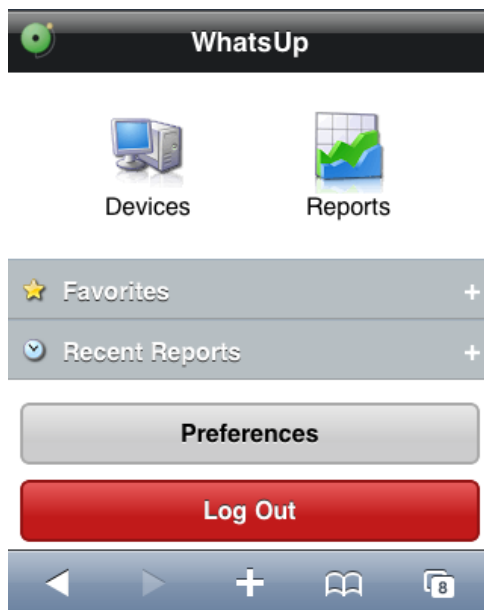 WhatsUp
Devices Reports
Favorites
Recent Reports
Preferences
Log Out
8